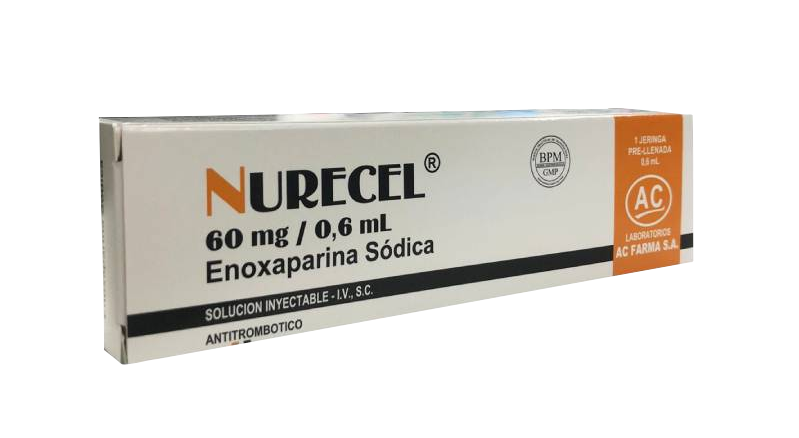 NURECEL®
60 mg / 0,6 mL
Enoxaparina Sódica
SOLUCION INYECTABLE - I.V., S.C.
ANTITROMBOTICO
BPM
GMP
1 JERINGA
PRE-LLENADA
0,6 mL
AC
LABORATORIOS
AC FARMA S.A.